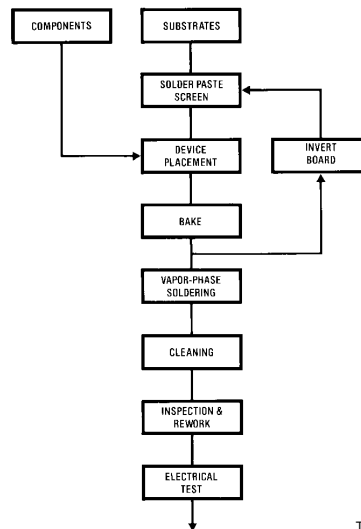 COMPONENTS
SUBSTRATES
SOLDER PASTE
SCREEN
DEVICE
PLACEMENT
INVERT
BOARD
BAKE
VAPOR-PHASE
SOLDERING
CLEANING
INSPECTION &
REWORK
ELECTRICAL
TEST
T